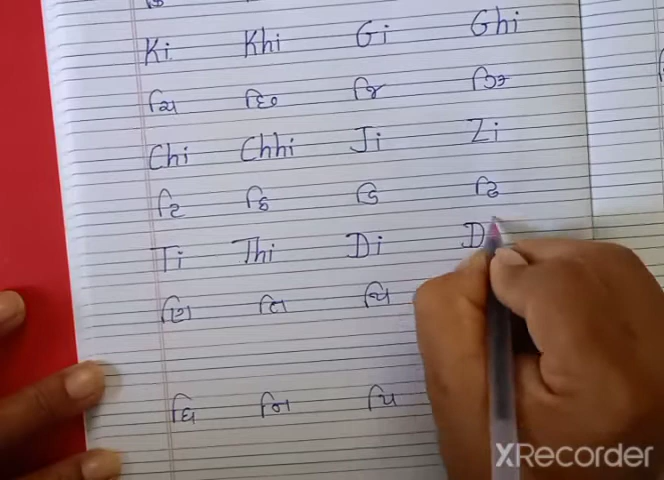 Ki Khi Gi Ghi
ચિ છિ જિ ઝિ
Chi Chhi Ji Zi
ટિ ઠિ ડિ ઢિ
Ti Thi Di D
ણિ તિ થિ
ધિ નિ પિ
XRecorder